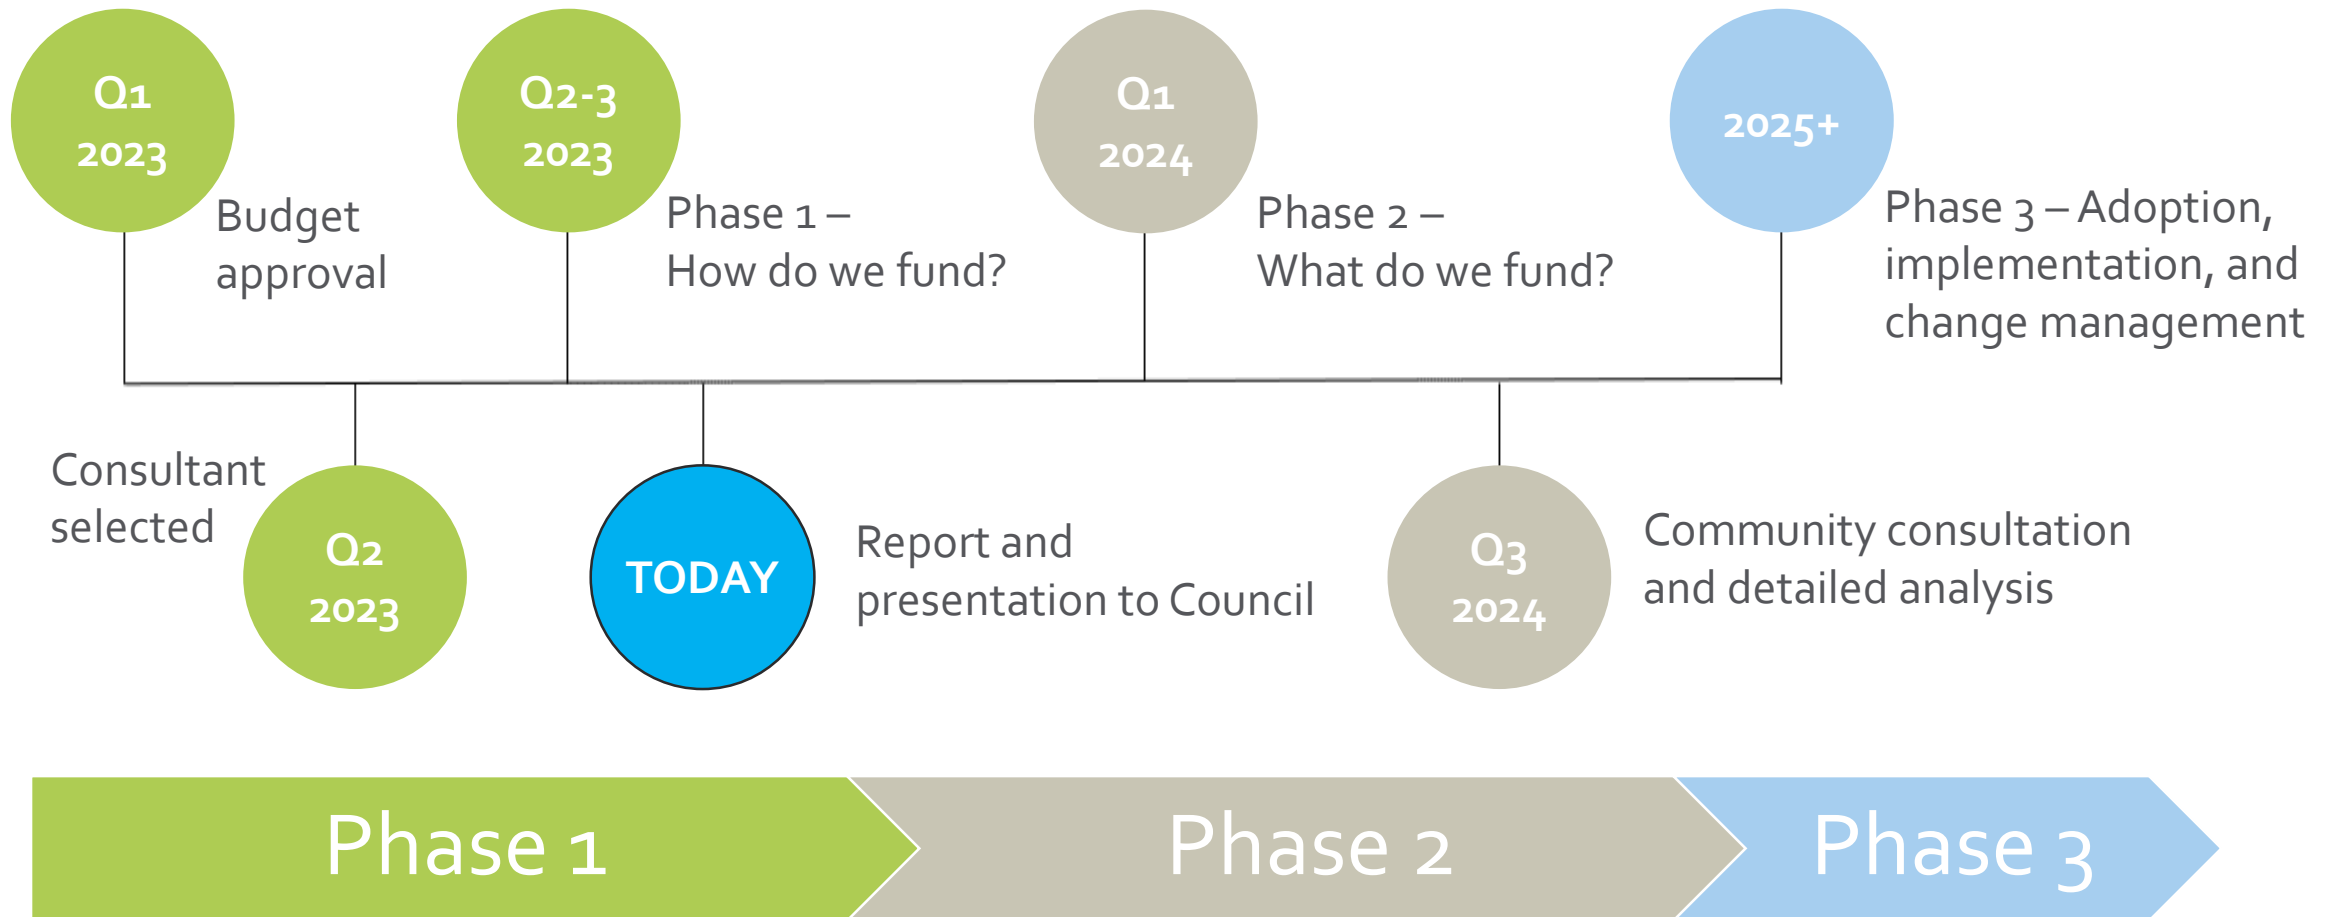 Q1
2023
Budget
approval
Q2-3
2023
Phase 1 –
How do we fund?
Q1
2024
Phase 2 –
What do we fund?
2025+
Phase 3 – Adoption,
implementation, and
change management
Consultant
selected
Q2
2023
TODAY
Report and
presentation to Council
Q3
2024
Community consultation
and detailed analysis
Phase 1
Phase 2
Phase 3